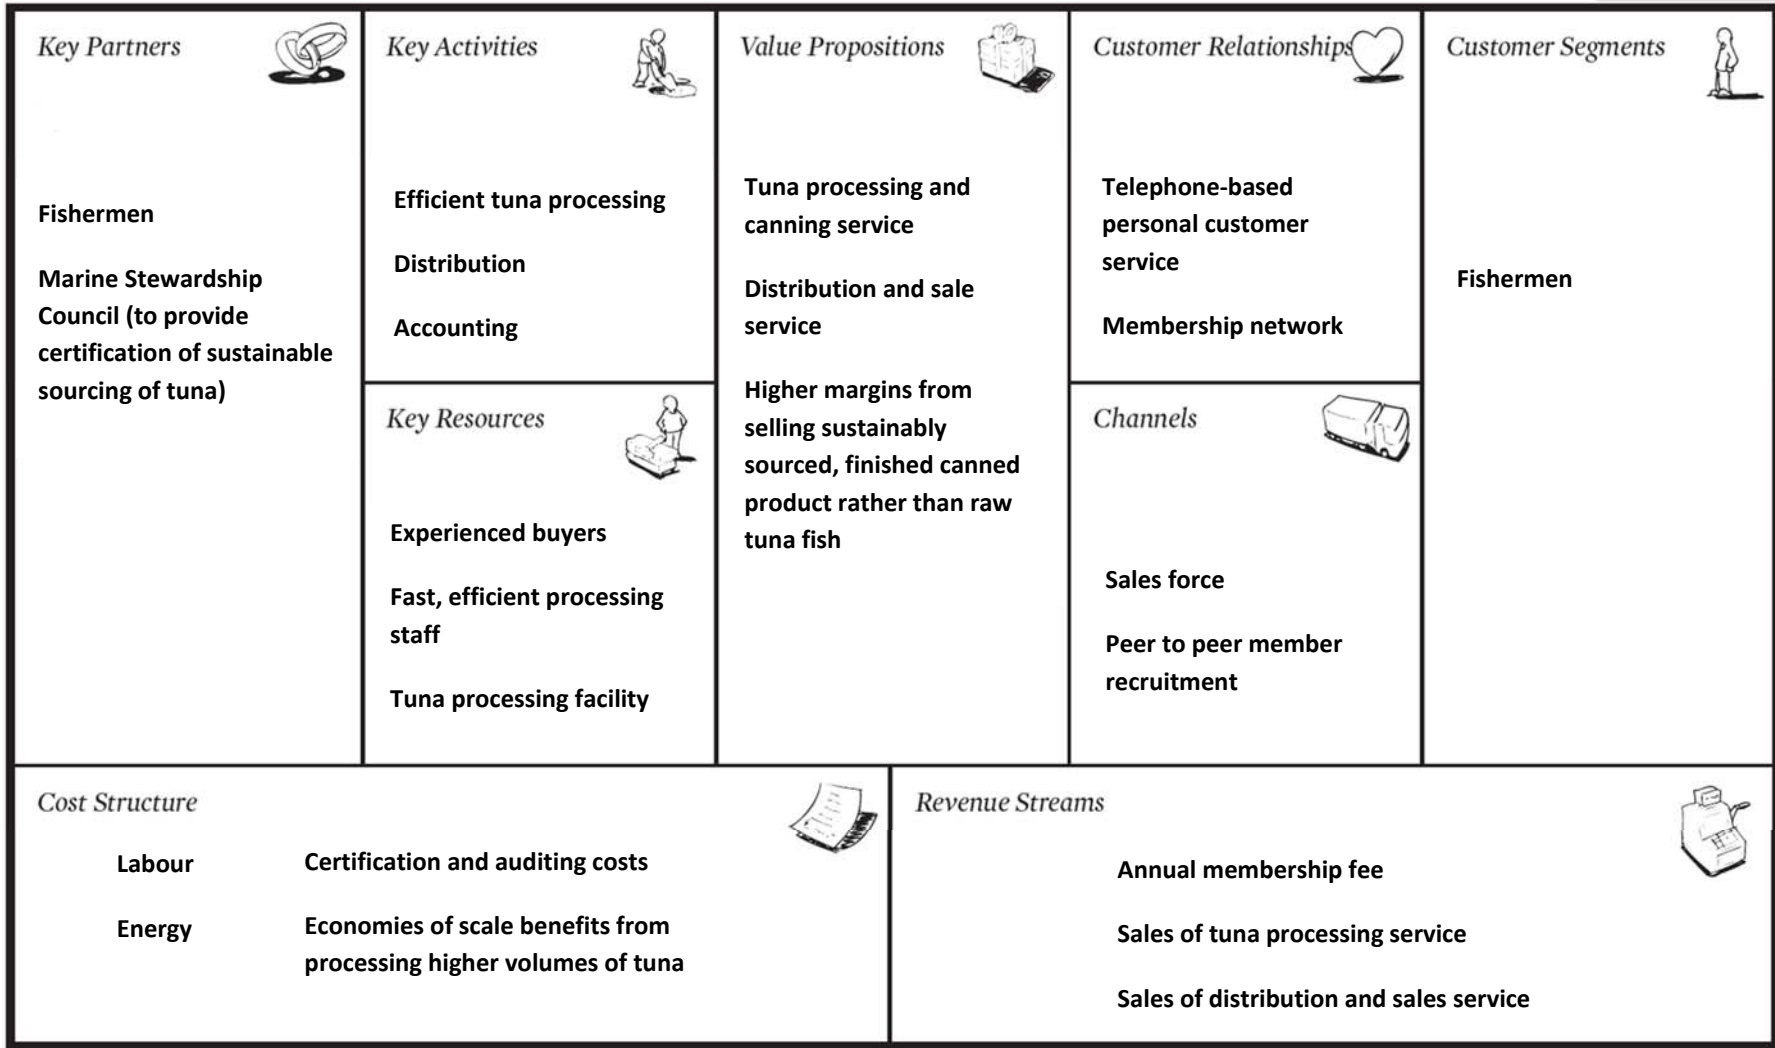 Key Partners
Fishermen
Marine Stewardship
Council (to provide
certification of sustainable
sourcing of tuna)
Key Activities
Efficient tuna processing
Distribution
Accounting
Key Resources
Experienced buyers
Fast, efficient processing
staff
Tuna processing facility
Value Propositions
Tuna processing and
canning service
Distribution and sale
service
Higher margins from
selling sustainably
sourced, finished canned
product rather than raw
tuna fish
Customer Relationships
Telephone-based
personal customer
service
Membership network
Channels
Sales force
Peer to peer member
recruitment
Customer Segments
Fishermen
Cost Structure
Labour
Energy
Certification and auditing costs
Economies of scale benefits from
processing higher volumes of tuna
Revenue Streams
Annual membership fee
Sales of tuna processing service
Sales of distribution and sales service